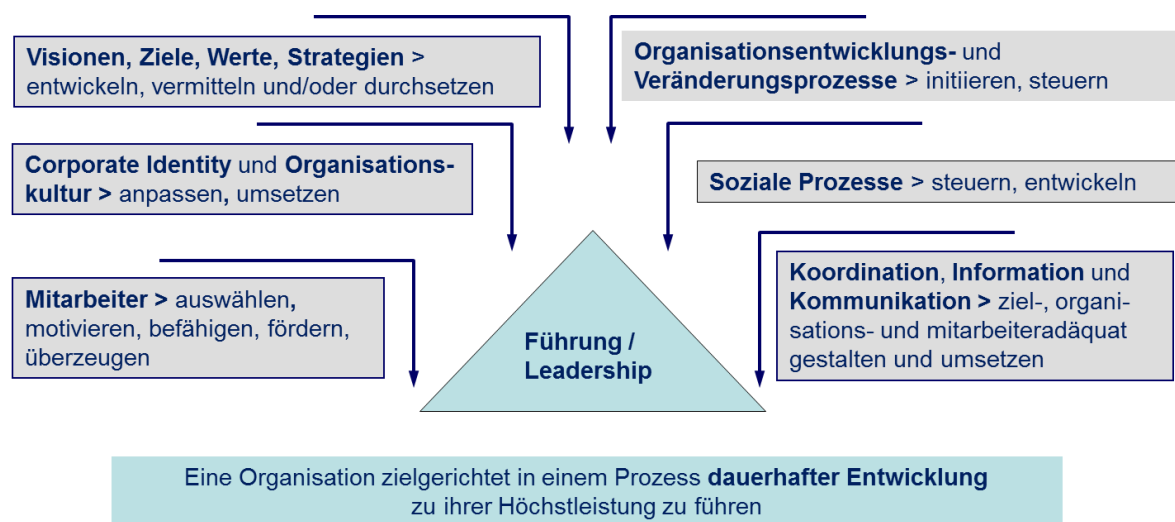 Visionen, Ziele, Werte, Strategien >
entwickeln, vermitteln und/oder durchsetzen
Organisationsentwicklungs- und
Veränderungsprozesse > initiieren, steuern
Corporate Identity und Organisations-
kultur > anpassen, umsetzen
Soziale Prozesse > steuern, entwickeln
Mitarbeiter > auswählen,
motivieren, befähigen, fördern,
überzeugen
Koordination, Information und
Kommunikation > ziel-, organi-
sations- und mitarbeiteradäquat
gestalten und umsetzen
Führung /
Leadership
Eine Organisation zielgerichtet in einem Prozess dauerhafter Entwicklung
zu ihrer Höchstleistung zu führen